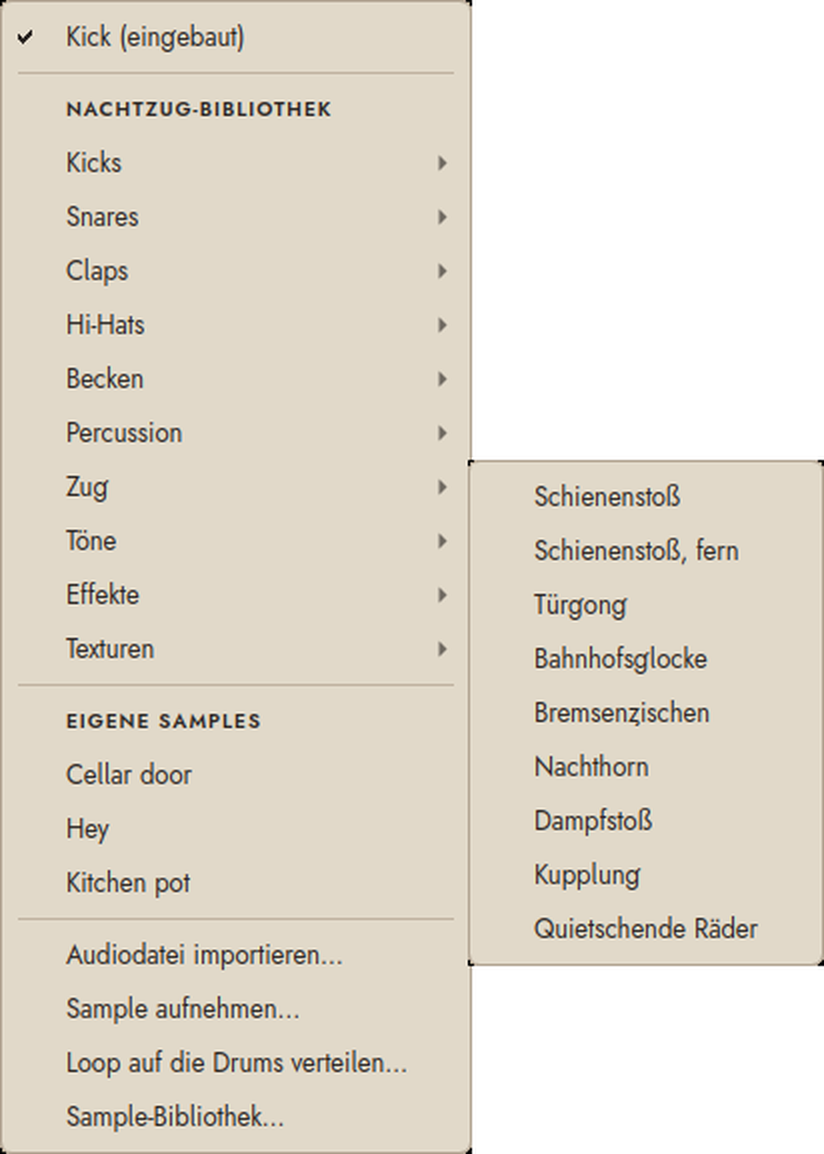 Kick (eingebaut)
NACHTZUG-BIBLIOTHEK
Kicks
Snares
Claps
Hi-Hats
Becken
Percussion
Zug
Töne
Effekte
Texturen
EIGENE SAMPLES
Cellar door
Hey
Kitchen pot
Audiodatei importieren...
Sample aufnehmen...
Loop auf die Drums verteilen...
Sample-Bibliothek...
Schienenstoß
Schienenstoß, fern
Türgong
Bahnhofsglocke
Bremsenzischen
Nachthorn
Dampfstoß
Kupplung
Quietschende Räder